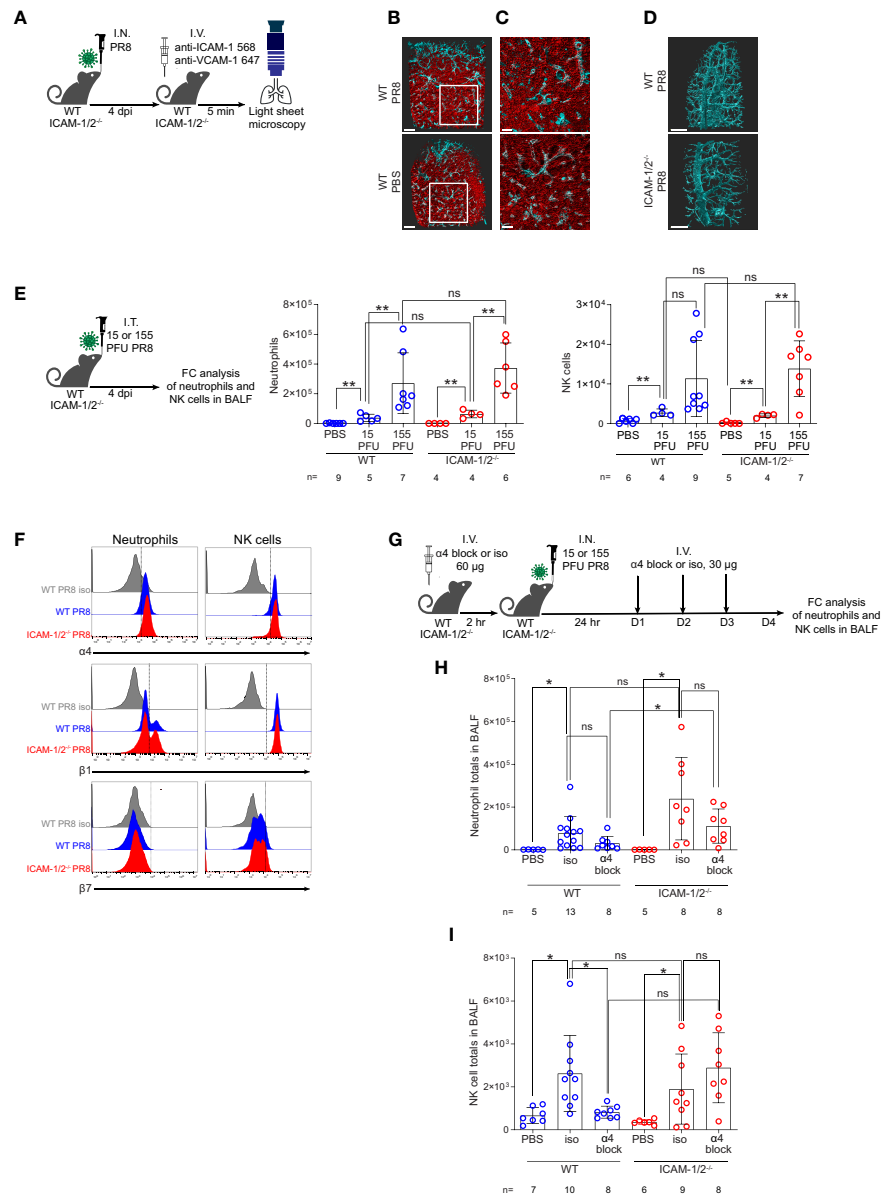 A
I.N.
PR8
I.V.
anti-ICAM-1 568
anti-VCAM-1 647
WT
ICAM-1/2-/-
4 dpi
WT
ICAM-1/2-/-
5 min
Light sheet
microscopy
B
C
D
WT
PR8
WT
PBS
WT
PR8
ICAM-1/2-/-
PR8
E
I.T.
15 or 155
PFU PR8
WT
ICAM-1/2-/-
4 dpi
FC analysis
of neutrophils and
NK cells in BALF
Neutrophils
8×10⁵
6×10⁵
4×10⁵
2×10⁵
0
ns
**
ns
**
**
**
PBS
15
PFU
155
PFU
PBS
15
PFU
155
PFU
WT
ICAM-1/2-/-
n= 9 5 7 4 4 6
NK cells
3×10⁴
2×10⁴
1×10⁴
0
ns
ns
ns
**
**
**
PBS
15
PFU
155
PFU
PBS
15
PFU
155
PFU
WT
ICAM-1/2-/-
6 4 9 5 4 7
F
Neutrophils
NK cells
WT PR8 iso
WT PR8
ICAM-1/2-/- PR8
α4
WT PR8 iso
WT PR8
ICAM-1/2-/- PR8
β1
WT PR8 iso
WT PR8
ICAM-1/2-/- PR8
β7
G
I.V.
α4 block or iso
60 µg
I.N.
15 or 155
PFU PR8
I.V.
α4 block or iso, 30 µg
WT
ICAM-1/2-/-
2 hr
WT
ICAM-1/2-/-
24 hr
D1
D2
D3
D4
FC analysis
of neutrophils and
NK cells in BALF
H
Neutrophil totals in BALF
8×10⁵
6×10⁵
4×10⁵
2×10⁵
0
*
ns
*
ns
ns
*
PBS
iso
α4
block
PBS
iso
α4
block
WT
ICAM-1/2-/-
n= 5 13 8 5 8 8
I
NK cell totals in BALF
8×10³
6×10³
4×10³
2×10³
0
*
ns
*
*
ns
ns
PBS
iso
α4
block
PBS
iso
α4
block
WT
ICAM-1/2-/-
n= 7 10 8 6 9 8